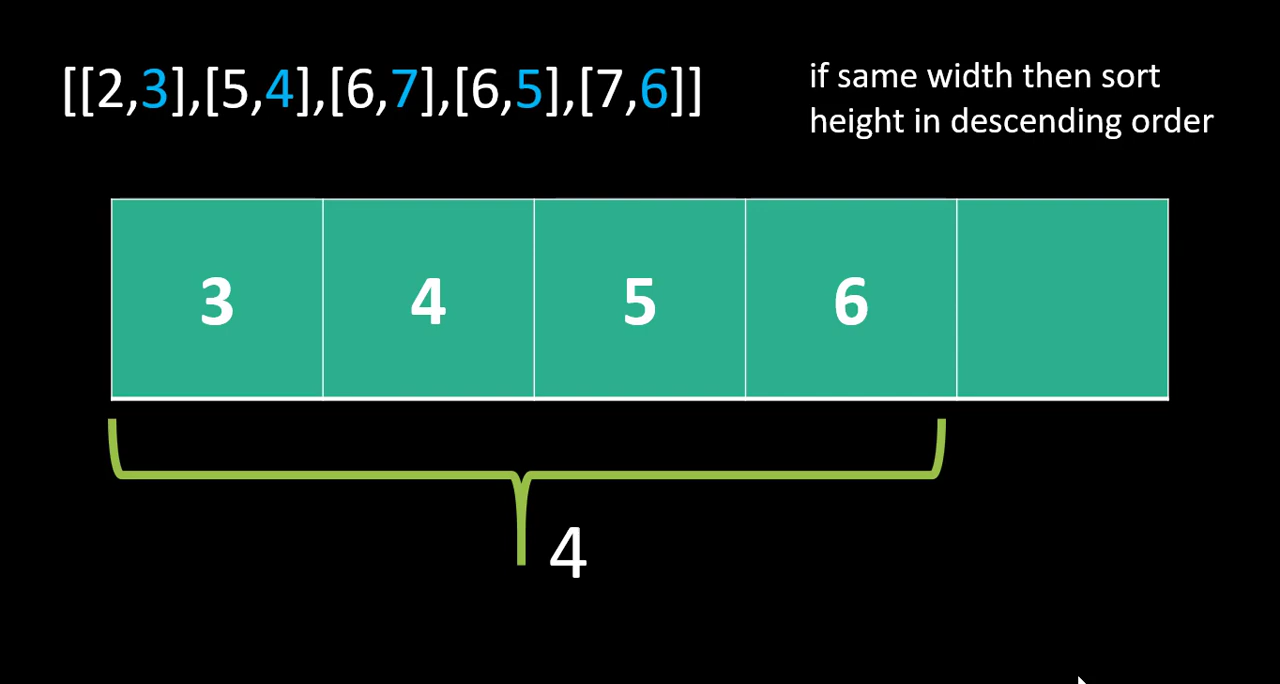 [[2,3],[5,4],[6,7],[6,5],[7,6]]
if same width then sort
height in descending order
3 4 5 6
4